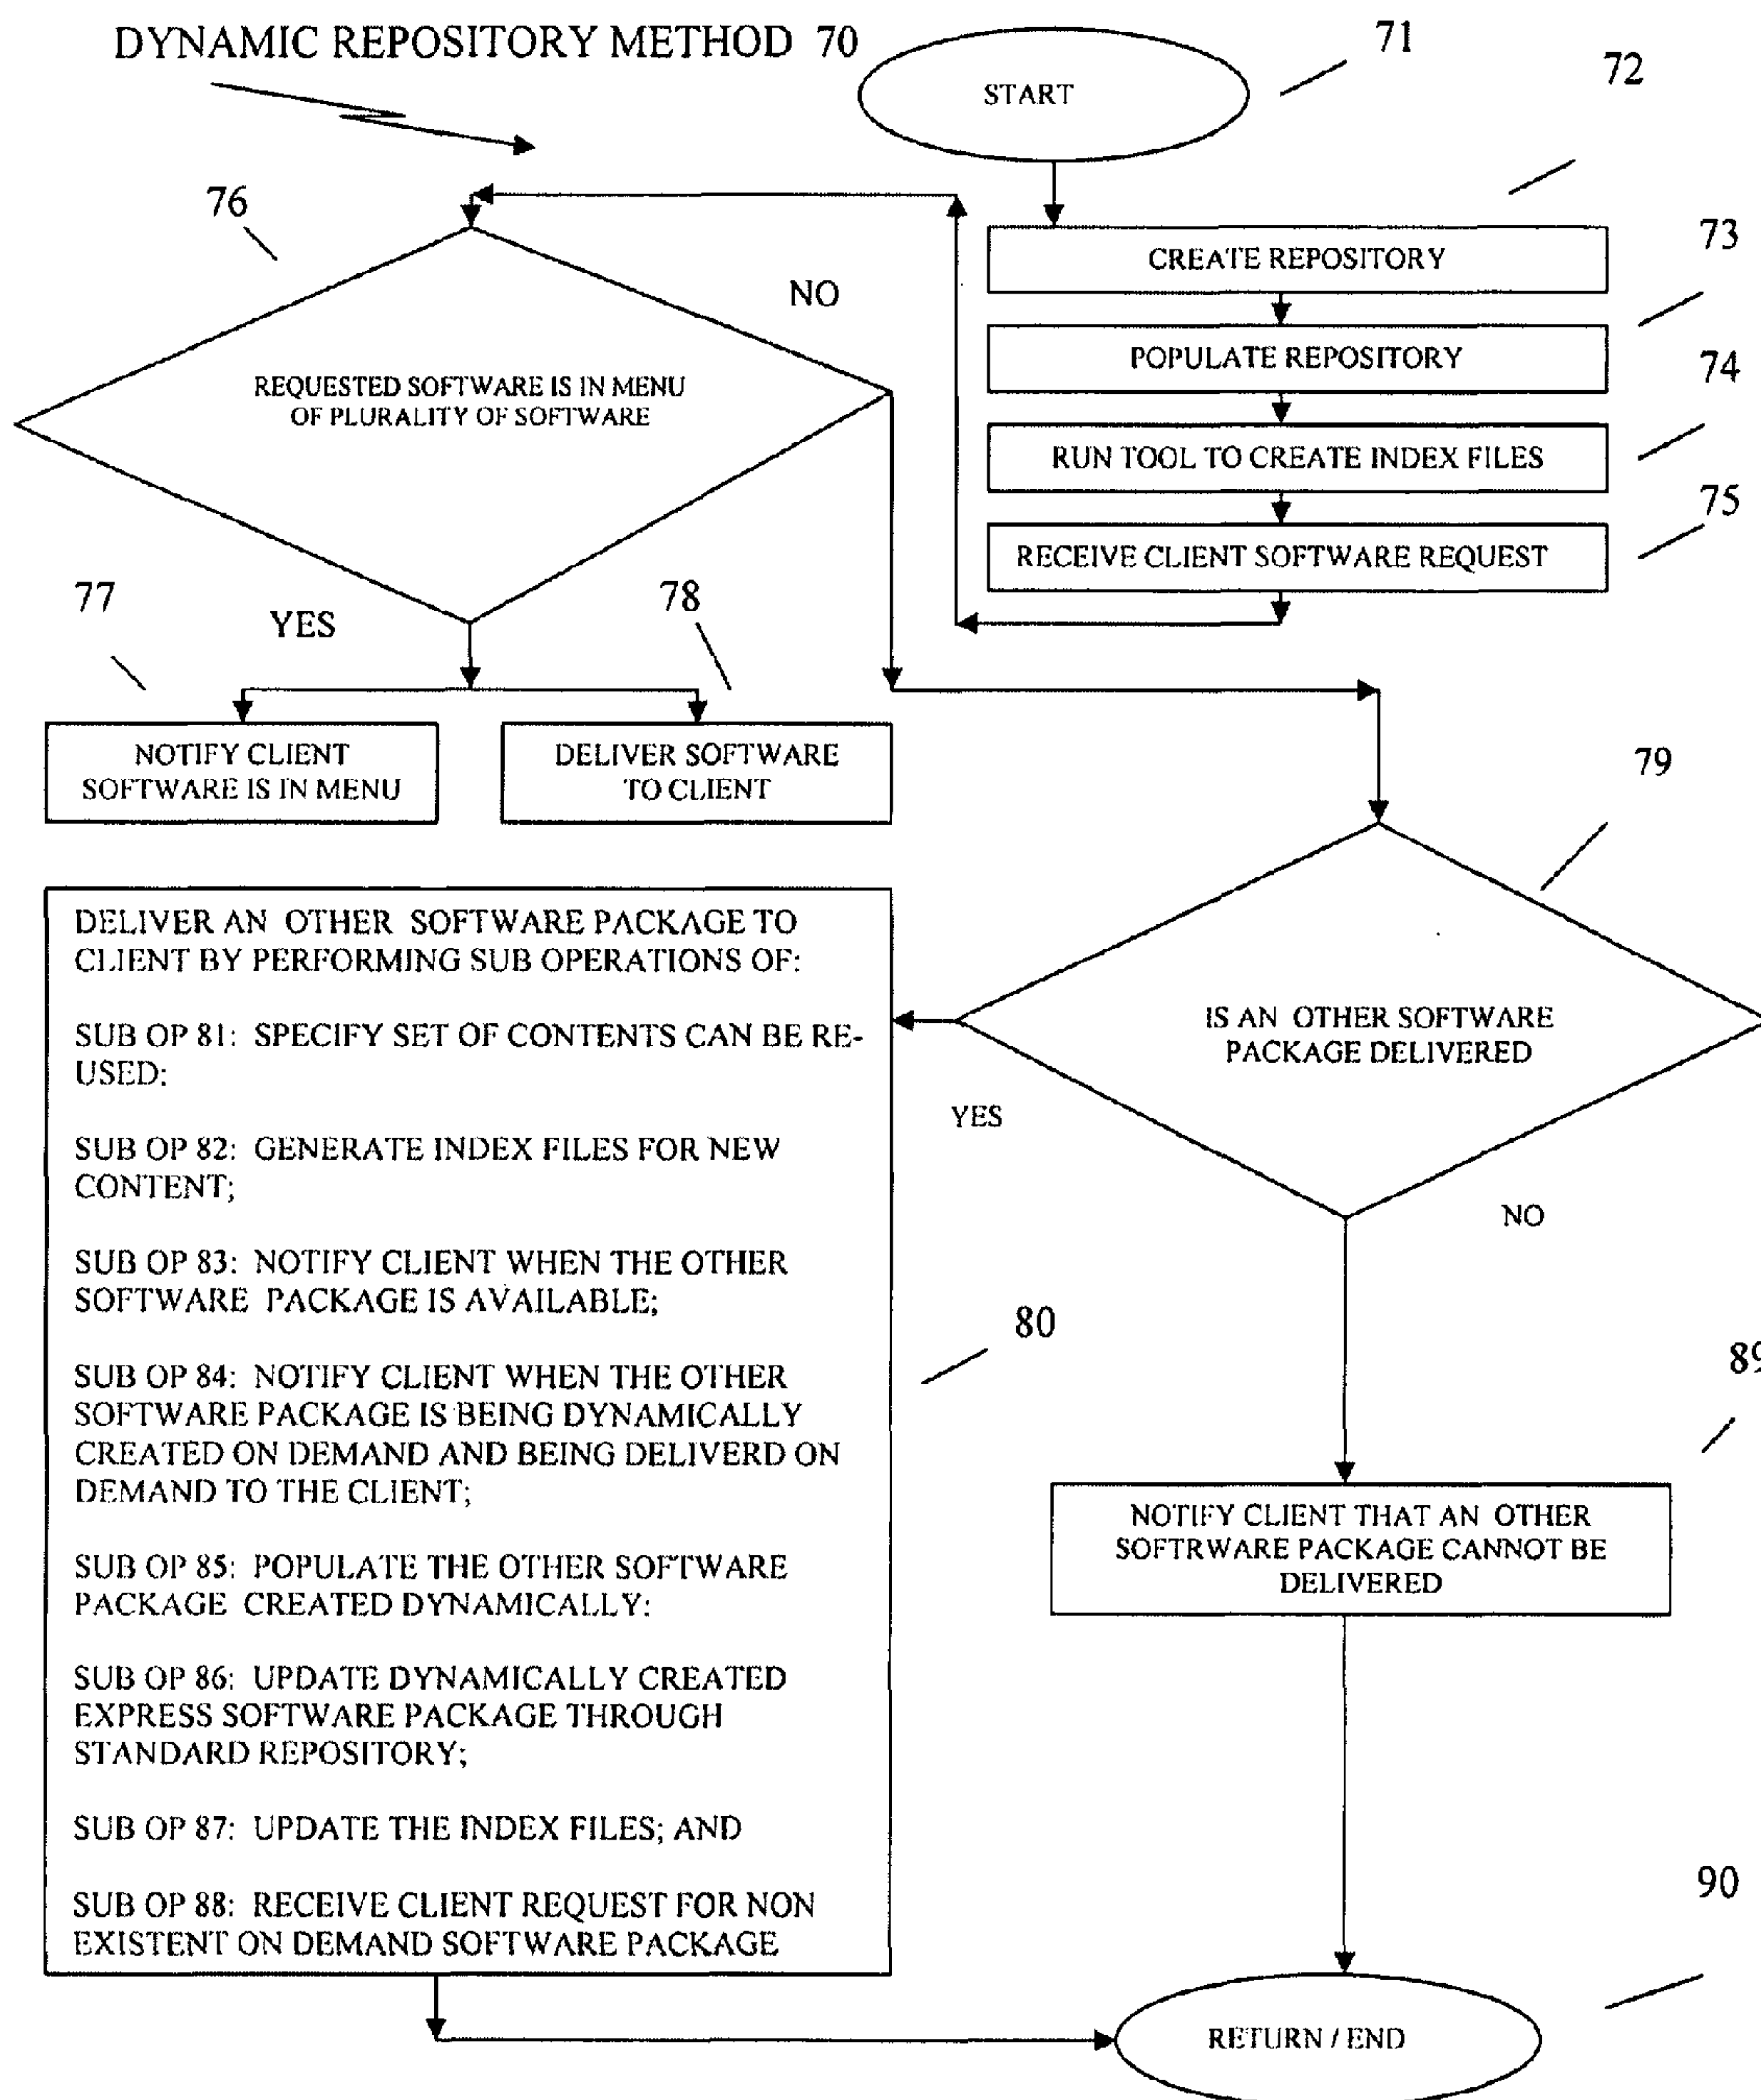 DYNAMIC REPOSITORY METHOD 70
START
71
72
CREATE REPOSITORY
73
POPULATE REPOSITORY
74
RUN TOOL TO CREATE INDEX FILES
75
RECEIVE CLIENT SOFTWARE REQUEST
76
NO
REQUESTED SOFTWARE IS IN MENU
OF PLURALITY OF SOFTWARE
YES
77
78
NOTIFY CLIENT
SOFTWARE IS IN MENU
DELIVER SOFTWARE
TO CLIENT
79
IS AN OTHER SOFTWARE
PACKAGE DELIVERED
YES
NO
DELIVER AN OTHER SOFTWARE PACKAGE TO
CLIENT BY PERFORMING SUB OPERATIONS OF:
SUB OP 81: SPECIFY SET OF CONTENTS CAN BE RE-
USED;
SUB OP 82: GENERATE INDEX FILES FOR NEW
CONTENT;
SUB OP 83: NOTIFY CLIENT WHEN THE OTHER
SOFTWARE PACKAGE IS AVAILABLE;
SUB OP 84: NOTIFY CLIENT WHEN THE OTHER
SOFTWARE PACKAGE IS BEING DYNAMICALLY
CREATED ON DEMAND AND BEING DELIVERD ON
DEMAND TO THE CLIENT;
SUB OP 85: POPULATE THE OTHER SOFTWARE
PACKAGE CREATED DYNAMICALLY;
SUB OP 86: UPDATE DYNAMICALLY CREATED
EXPRESS SOFTWARE PACKAGE THROUGH
STANDARD REPOSITORY;
SUB OP 87: UPDATE THE INDEX FILES; AND
SUB OP 88: RECEIVE CLIENT REQUEST FOR NON
EXISTENT ON DEMAND SOFTWARE PACKAGE
80
89
NOTIFY CLIENT THAT AN OTHER
SOFTRWARE PACKAGE CANNOT BE
DELIVERED
90
RETURN / END